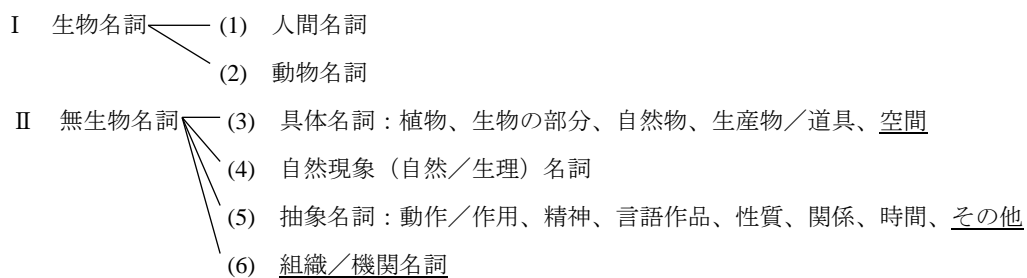 Ⅰ 生物名詞 (1) 人間名詞
(2) 動物名詞
Ⅱ 無生物名詞 (3) 具体名詞：植物、生物の部分、自然物、生産物／道具、空間
(4) 自然現象（自然／生理）名詞
(5) 抽象名詞：動作／作用、精神、言語作品、性質、関係、時間、その他
(6) 組織／機関名詞